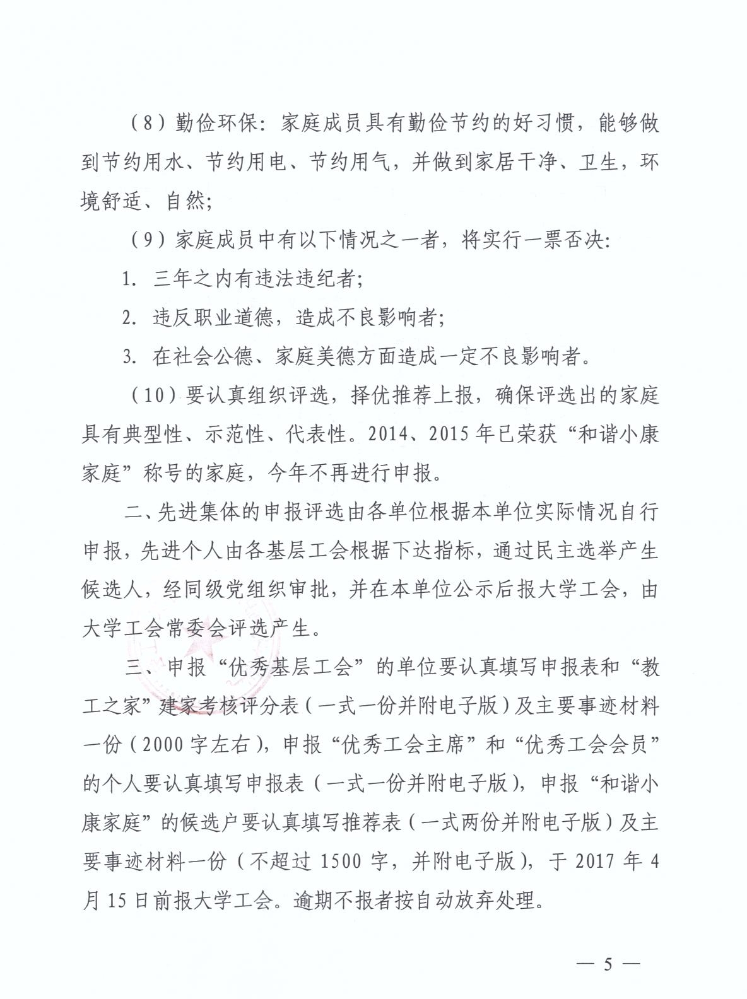 （8）勤俭环保：家庭成员具有勤俭节约的好习惯，能够做
到节约用水、节约用电、节约用气，并做到家居干净、卫生，环
境舒适、自然；
（9）家庭成员中有以下情况之一者，将实行一票否决：
1. 三年之内有违法违纪者；
2. 违反职业道德，造成不良影响者；
3. 在社会公德、家庭美德方面造成一定不良影响者。
（10）要认真组织评选，择优推荐上报，确保评选出的家庭
具有典型性、示范性、代表性。2014、2015 年已荣获“和谐小康
家庭”称号的家庭，今年不再进行申报。
二、先进集体的申报评选由各单位根据本单位实际情况自行
申报，先进个人由各基层工会根据下达指标，通过民主选举产生
候选人，经同级党组织审批，并在本单位公示后报大学工会，由
大学工会常委会评选产生。
三、申报“优秀基层工会”的单位要认真填写申报表和“教
工之家”建家考核评分表（一式一份并附电子版）及主要事迹材料
一份（2000 字左右），申报“优秀工会主席”和“优秀工会会员”
的个人要认真填写申报表（一式一份并附电子版），申报“和谐小
康家庭”的候选户要认真填写推荐表（一式两份并附电子版）及主
要事迹材料一份（不超过 1500 字，并附电子版），于 2017 年 4
月 15 日前报大学工会。逾期不报者按自动放弃处理。
— 5 —